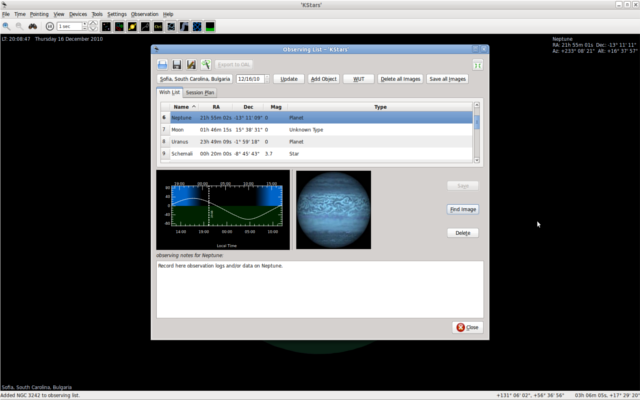 'KStars'
File Time Pointing View Devices Tools Settings Observation Help
1 sec
LT: 20:08:47 Thursday 16 December 2010
Neptune
RA: 21h 55m 01s Dec: -13° 11' 11"
Az: +233° 08' 21" Alt: +16° 37' 57"
Observing List - 'KStars
Export to OAL
Sofia, South Carolina, Bulgaria 12/16/10 Update Add Object WUT Delete all Images Save all Images
Wish List Session Plan
Name RA Dec Mag Type
6 Neptune 21h 55m 02s -13° 11' 09" 0 Planet
7 Moon 01h 46m 15s 15° 38' 31" 0 Unknown Type
8 Uranus 23h 49m 09s -1° 59' 18" 0 Planet
9 Schemali 00h 20m 00s -8° 45' 43" 3.7 Star
Local Time
Save
Find Image
Delete
observing notes for Neptune:
Record here observation logs and/or data on Neptune.
Close
Sofia, South Carolina, Bulgaria
Added NGC 3242 to observing list.
+131° 06' 02", +56° 36' 56" 03h 06m 05s, +17° 29' 20"